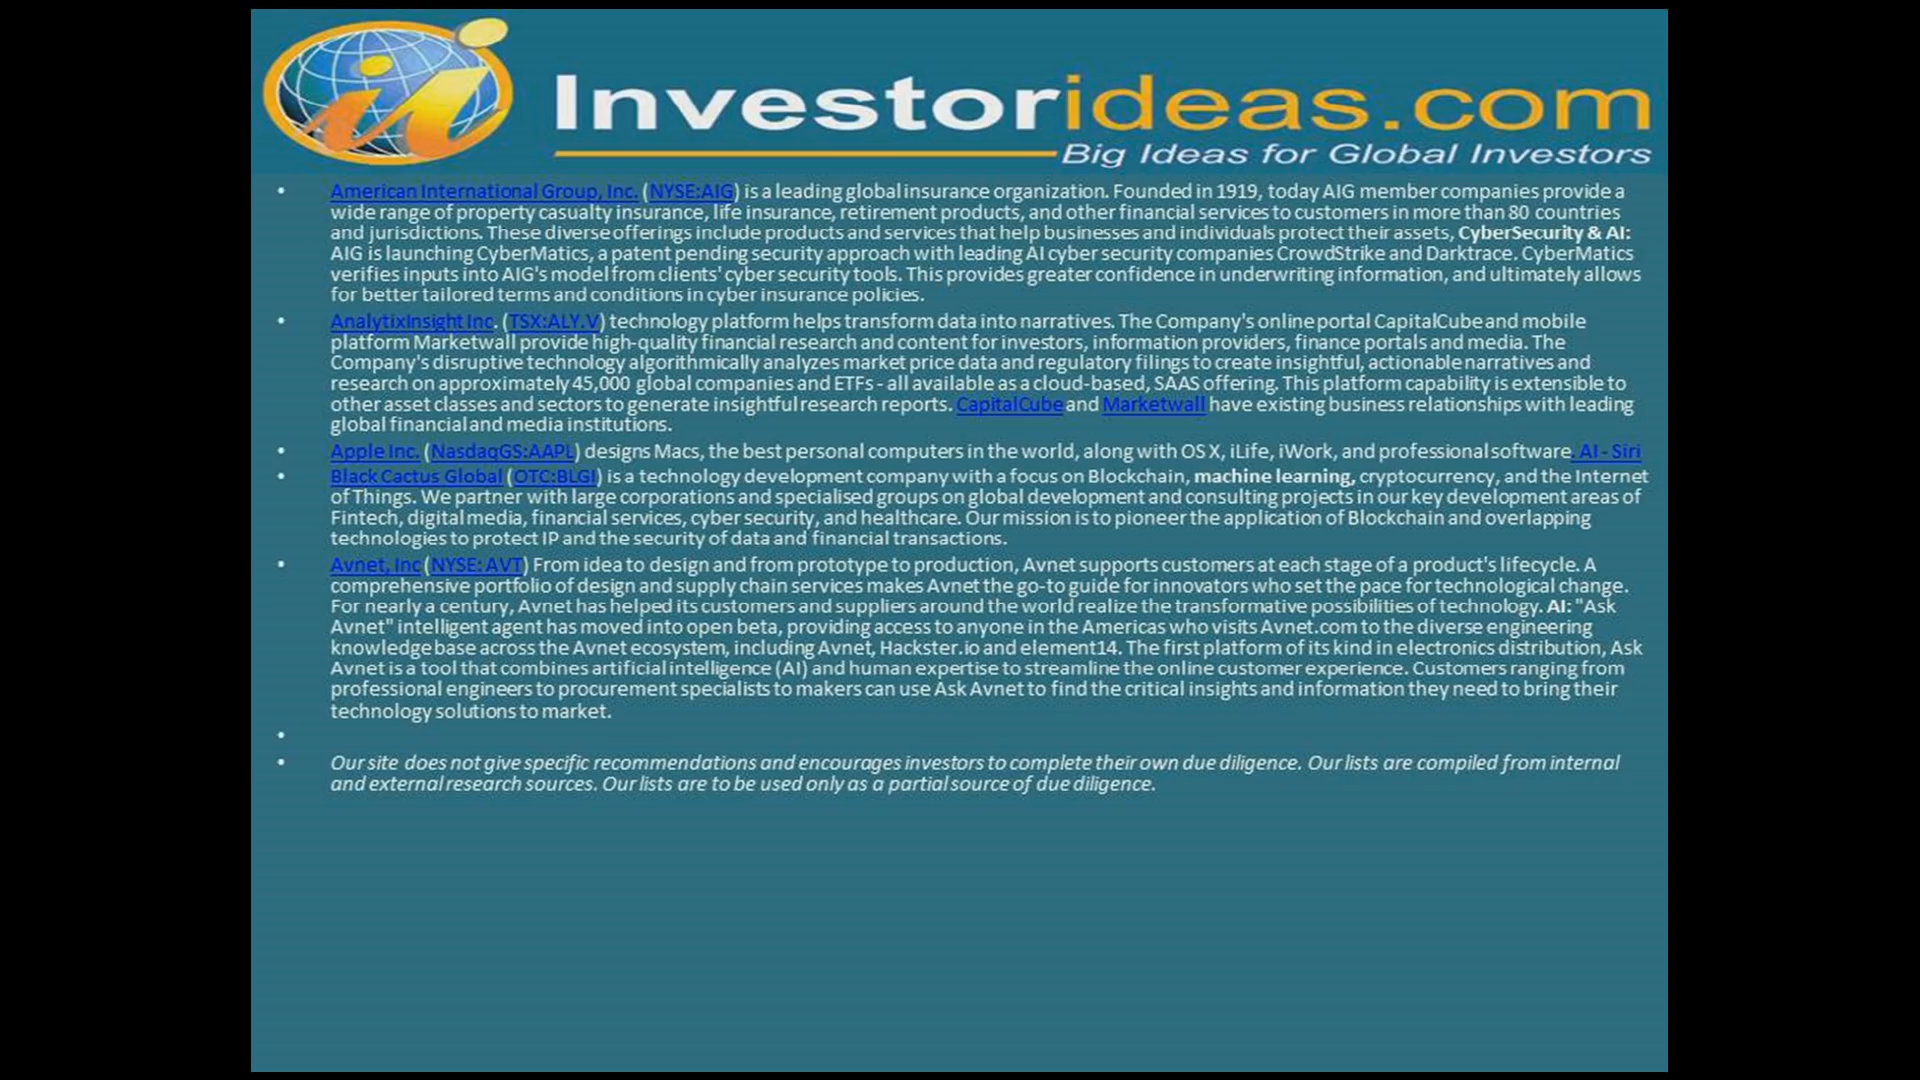 Investorideas.com
Big Ideas for Global Investors
• American International Group, Inc. (NYSE:AIG) is a leading global insurance organization. Founded in 1919, today AIG member companies provide a
wide range of property casualty insurance, life insurance, retirement products, and other financial services to customers in more than 80 countries
and jurisdictions. These diverse offerings include products and services that help businesses and individuals protect their assets, CyberSecurity & AI:
AIG is launching CyberMatics, a patent pending security approach with leading AI cyber security companies CrowdStrike and Darktrace. CyberMatics
verifies inputs into AIG's model from clients' cyber security tools. This provides greater confidence in underwriting information, and ultimately allows
for better tailored terms and conditions in cyber insurance policies.
• AnalytixInsight Inc. (TSX:ALY.V) technology platform helps transform data into narratives. The Company's online portal CapitalCube and mobile
platform Marketwall provide high-quality financial research and content for investors, information providers, finance portals and media. The
Company's disruptive technology algorithmically analyzes market price data and regulatory filings to create insightful, actionable narratives and
research on approximately 45,000 global companies and ETFs - all available as a cloud-based, SAAS offering. This platform capability is extensible to
other asset classes and sectors to generate insightful research reports. CapitalCube and Marketwall have existing business relationships with leading
global financial and media institutions.
• Apple Inc. (NasdaqGS:AAPL) designs Macs, the best personal computers in the world, along with OS X, iLife, iWork, and professional software. AI - Siri
• Black Cactus Global (OTC:BLGI) is a technology development company with a focus on Blockchain, machine learning, cryptocurrency, and the Internet
of Things. We partner with large corporations and specialised groups on global development and consulting projects in our key development areas of
Fintech, digital media, financial services, cyber security, and healthcare. Our mission is to pioneer the application of Blockchain and overlapping
technologies to protect IP and the security of data and financial transactions.
• Avnet, Inc (NYSE:AVT) From idea to design and from prototype to production, Avnet supports customers at each stage of a product's lifecycle. A
comprehensive portfolio of design and supply chain services makes Avnet the go-to guide for innovators who set the pace for technological change.
For nearly a century, Avnet has helped its customers and suppliers around the world realize the transformative possibilities of technology. AI: "Ask
Avnet" intelligent agent has moved into open beta, providing access to anyone in the Americas who visits Avnet.com to the diverse engineering
knowledge base across the Avnet ecosystem, including Avnet, Hackster.io and element14. The first platform of its kind in electronics distribution, Ask
Avnet is a tool that combines artificial intelligence (AI) and human expertise to streamline the online customer experience. Customers ranging from
professional engineers to procurement specialists to makers can use Ask Avnet to find the critical insights and information they need to bring their
technology solutions to market.
•
• Our site does not give specific recommendations and encourages investors to complete their own due diligence. Our lists are compiled from internal
and external research sources. Our lists are to be used only as a partial source of due diligence.